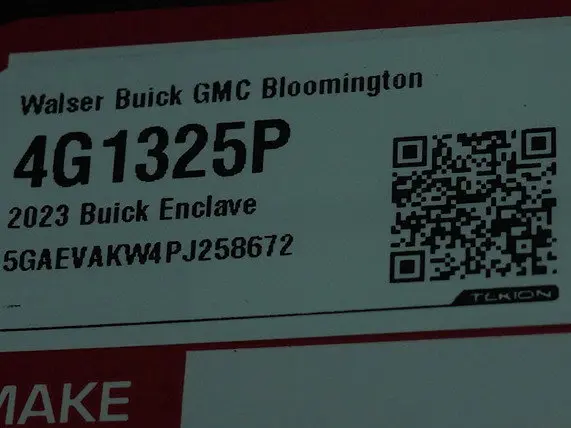 Walser Buick GMC Bloomington
4G1325P
2023 Buick Enclave
5GAEVAKW4PJ258672
TEKION
MAKE